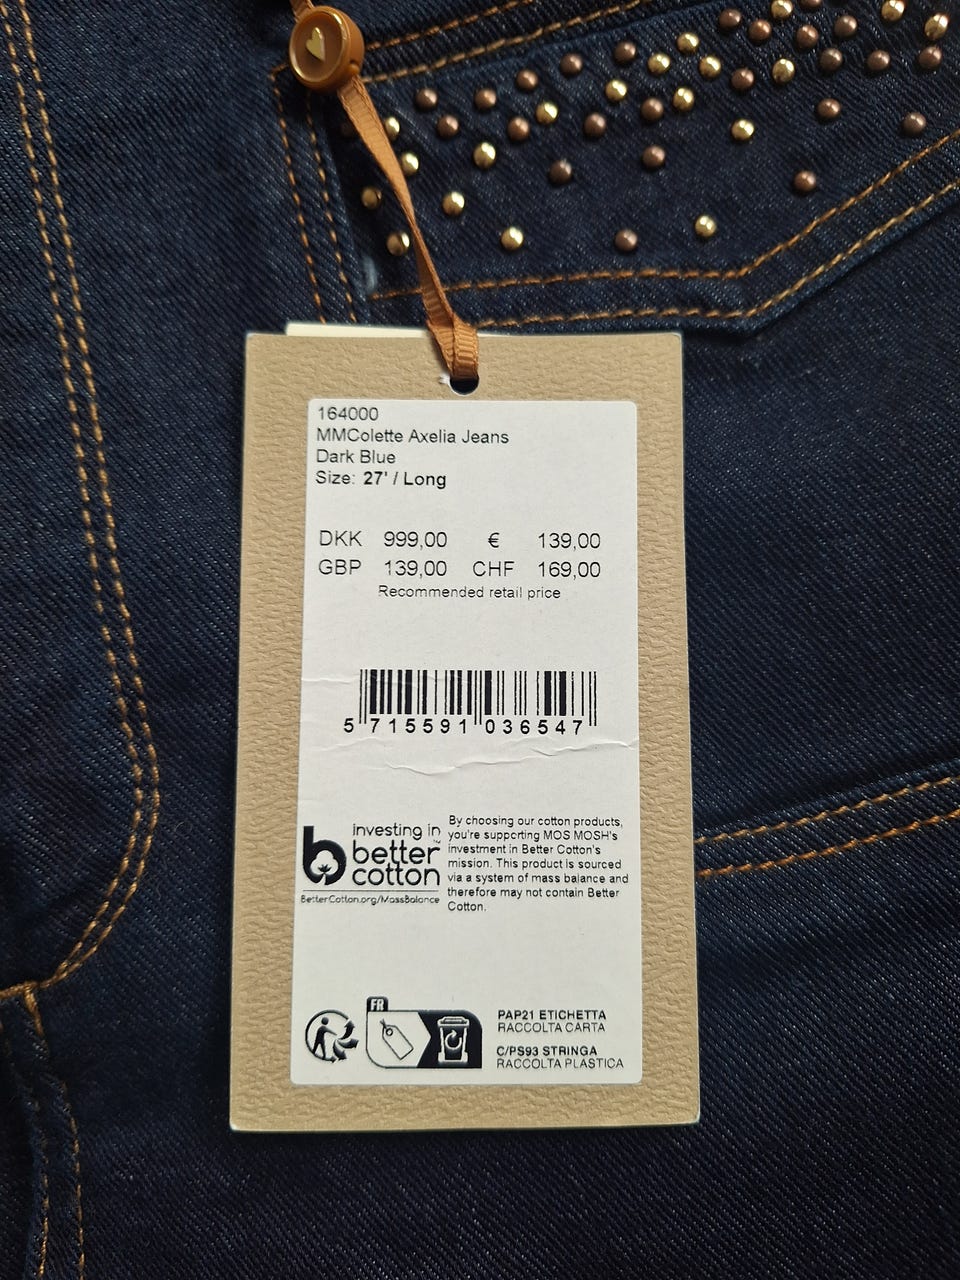 164000
MMColette Axelia Jeans
Dark Blue
Size: 27' / Long
DKK 999,00 € 139,00
GBP 139,00 CHF 169,00
Recommended retail price
5 715591 036547
investing in
better™
cotton
BetterCotton.org/MassBalance
By choosing our cotton products,
you're supporting MOS MOSH's
investment in Better Cotton's
mission. This product is sourced
via a system of mass balance and
therefore may not contain Better
Cotton.
FR
PAP21 ETICHETTA
RACCOLTA CARTA
C/PS93 STRINGA
RACCOLTA PLASTICA